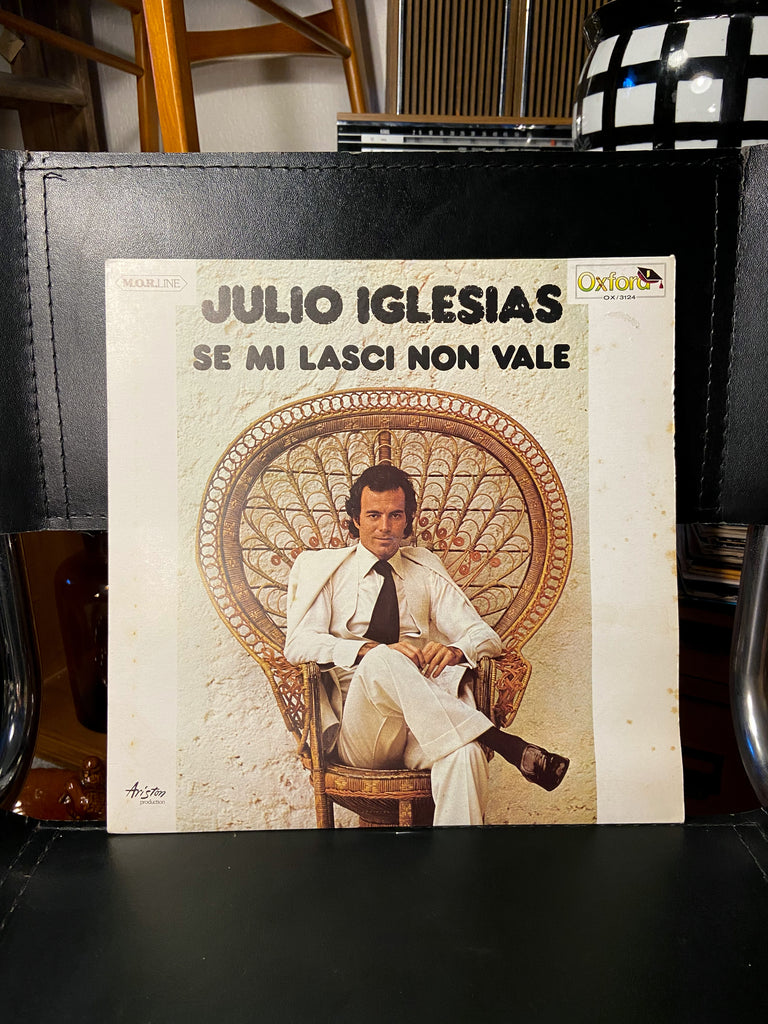 M.O.R.LINE
Oxford
OX/3124
JULIO IGLESIAS
SE MI LASCI NON VALE
Ariston
production